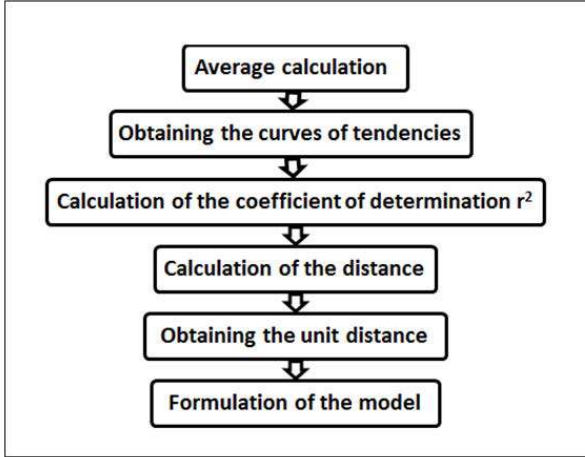 Average calculation
Obtaining the curves of tendencies
Calculation of the coefficient of determination r²
Calculation of the distance
Obtaining the unit distance
Formulation of the model